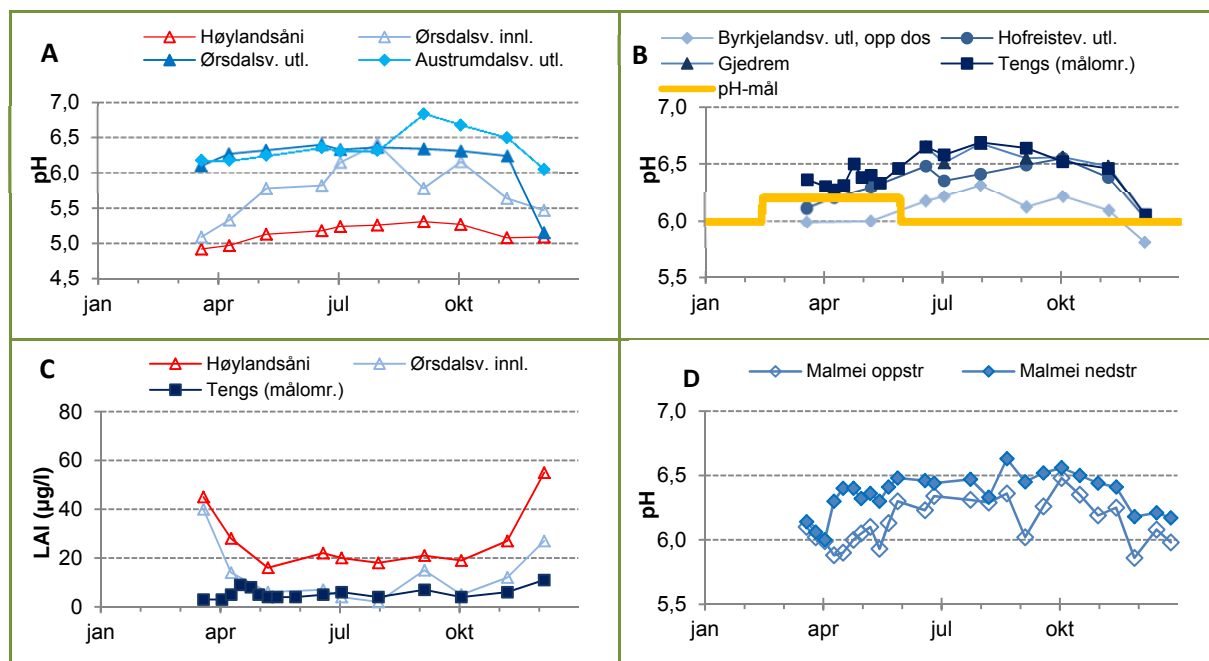 A
Høylandsåni
Ørsdalsv. innl.
Ørsdalsv. utl.
Austrumdalsv. utl.
7,0
6,5
6,0
5,5
5,0
4,5
pH
jan
apr
jul
okt
B
Byrkjelandsv. utl, opp dos
Hofreistev. utl.
Gjedrem
Tengs (målomr.)
pH-mål
7,0
6,5
6,0
5,5
pH
jan
apr
jul
okt
C
Høylandsåni
Ørsdalsv. innl.
Tengs (målomr.)
80
60
40
20
0
LAI (µg/l)
jan
apr
jul
okt
D
Malmei oppstr
Malmei nedstr
7,0
6,5
6,0
5,5
pH
jan
apr
jul
okt